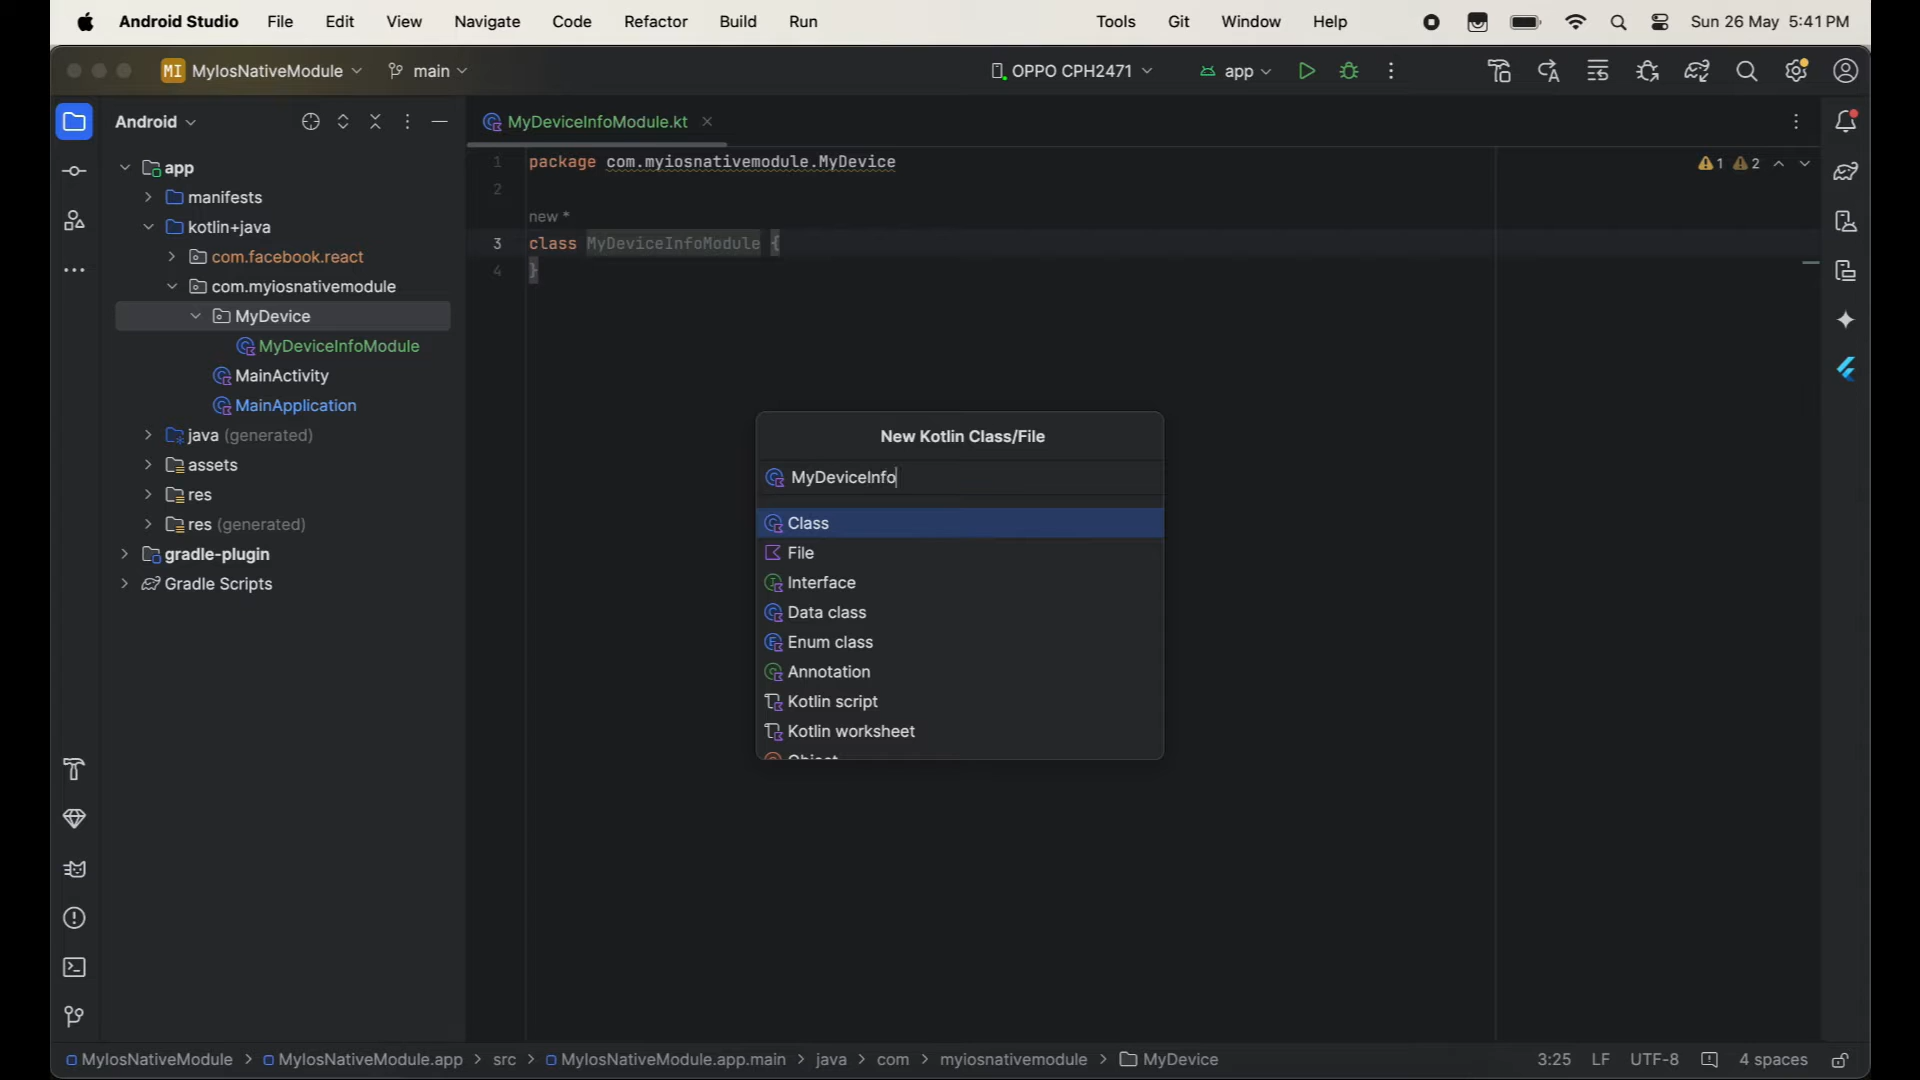 Android Studio File Edit View Navigate Code Refactor Build Run Tools Git Window Help Sun 26 May 5:41 PM
MI MyIosNativeModule main OPPO CPH2471 app
Android
MyDeviceInfoModule.kt
app
manifests
kotlin+java
com.facebook.react
com.myiosnativemodule
MyDevice
MyDeviceInfoModule
MainActivity
MainApplication
java (generated)
assets
res
res (generated)
gradle-plugin
Gradle Scripts
1 package com.myiosnativemodule.MyDevice
1 2
2
new *
3 class MyDeviceInfoModule {
4 }
New Kotlin Class/File
MyDeviceInfo
Class
File
Interface
Data class
Enum class
Annotation
Kotlin script
Kotlin worksheet
Object
MyIosNativeModule > MyIosNativeModule.app > src > MyIosNativeModule.app.main > java > com > myiosnativemodule > MyDevice 3:25 LF UTF-8 4 spaces